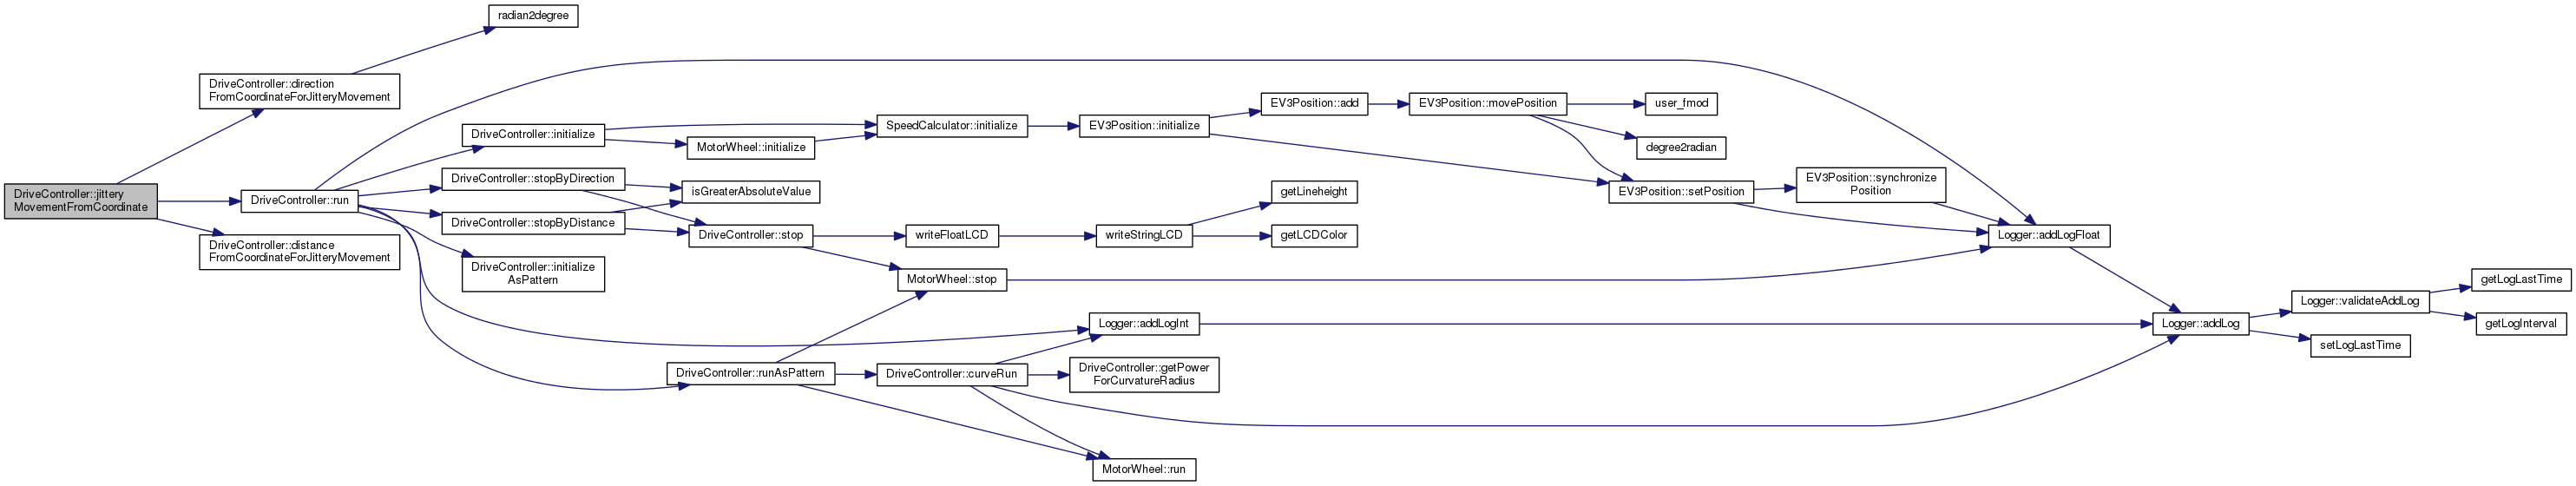 radian2degree
DriveController::direction
FromCoordinateForJitteryMovement
DriveController::jittery
MovementFromCoordinate
DriveController::run
DriveController::distance
FromCoordinateForJitteryMovement
DriveController::initialize
DriveController::stopByDirection
DriveController::stopByDistance
DriveController::initialize
AsPattern
MotorWheel::initialize
isGreaterAbsoluteValue
DriveController::stop
DriveController::runAsPattern
SpeedCalculator::initialize
writeFloatLCD
MotorWheel::stop
DriveController::curveRun
EV3Position::initialize
writeStringLCD
Logger::addLogInt
DriveController::getPower
ForCurvatureRadius
MotorWheel::run
EV3Position::add
getLineheight
getLCDColor
EV3Position::movePosition
user_fmod
degree2radian
EV3Position::setPosition
EV3Position::synchronize
Position
Logger::addLogFloat
Logger::addLog
Logger::validateAddLog
setLogLastTime
getLogLastTime
getLogInterval